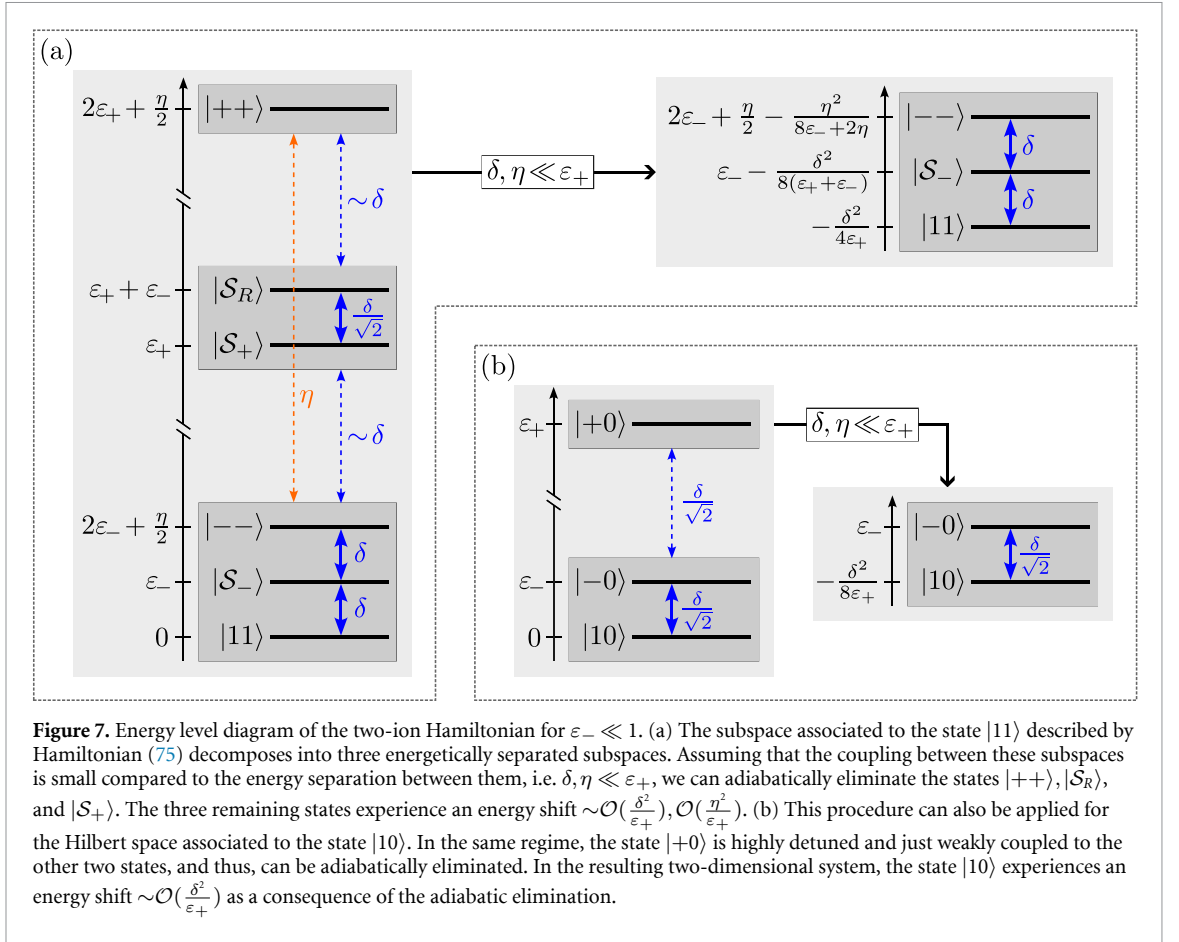 (a)
2ε₊ + η/2
|++⟩
∼δ
ε₊ + ε₋
|𝒮_R⟩
δ/√2
ε₊
|𝒮₊⟩
η
∼δ
2ε₋ + η/2
|−−⟩
δ
ε₋
|𝒮₋⟩
δ
0
|11⟩
δ, η ≪ ε₊
2ε₋ + η/2 − η²/(8ε₋+2η)
|−−⟩
δ
ε₋ − δ²/(8(ε₊+ε₋))
|𝒮₋⟩
δ
−δ²/(4ε₊)
|11⟩
(b)
ε₊
|+0⟩
δ/√2
ε₋
|−0⟩
δ/√2
0
|10⟩
δ, η ≪ ε₊
ε₋
|−0⟩
δ/√2
−δ²/(8ε₊)
|10⟩
Figure 7. Energy level diagram of the two-ion Hamiltonian for ε₋ ≪ 1. (a) The subspace associated to the state |11⟩ described by
Hamiltonian (75) decomposes into three energetically separated subspaces. Assuming that the coupling between these subspaces
is small compared to the energy separation between them, i.e. δ, η ≪ ε₊, we can adiabatically eliminate the states |++⟩, |𝒮_R⟩,
and |𝒮₊⟩. The three remaining states experience an energy shift ∼𝒪(δ²/ε₊), 𝒪(η²/ε₊). (b) This procedure can also be applied for
the Hilbert space associated to the state |10⟩. In the same regime, the state |+0⟩ is highly detuned and just weakly coupled to the
other two states, and thus, can be adiabatically eliminated. In the resulting two-dimensional system, the state |10⟩ experiences an
energy shift ∼𝒪(δ²/ε₊) as a consequence of the adiabatic elimination.